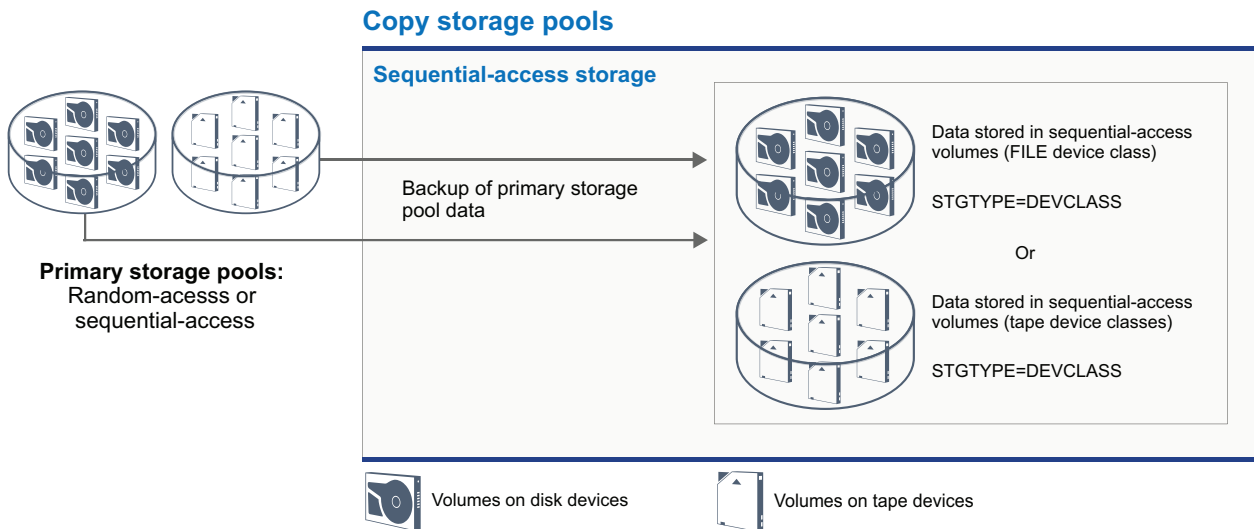 Copy storage pools
Sequential-access storage
Data stored in sequential-access
volumes (FILE device class)
STGTYPE=DEVCLASS
Or
Data stored in sequential-access
volumes (tape device classes)
STGTYPE=DEVCLASS
Backup of primary storage
pool data
Primary storage pools:
Random-acesss or
sequential-access
Volumes on disk devices
Volumes on tape devices